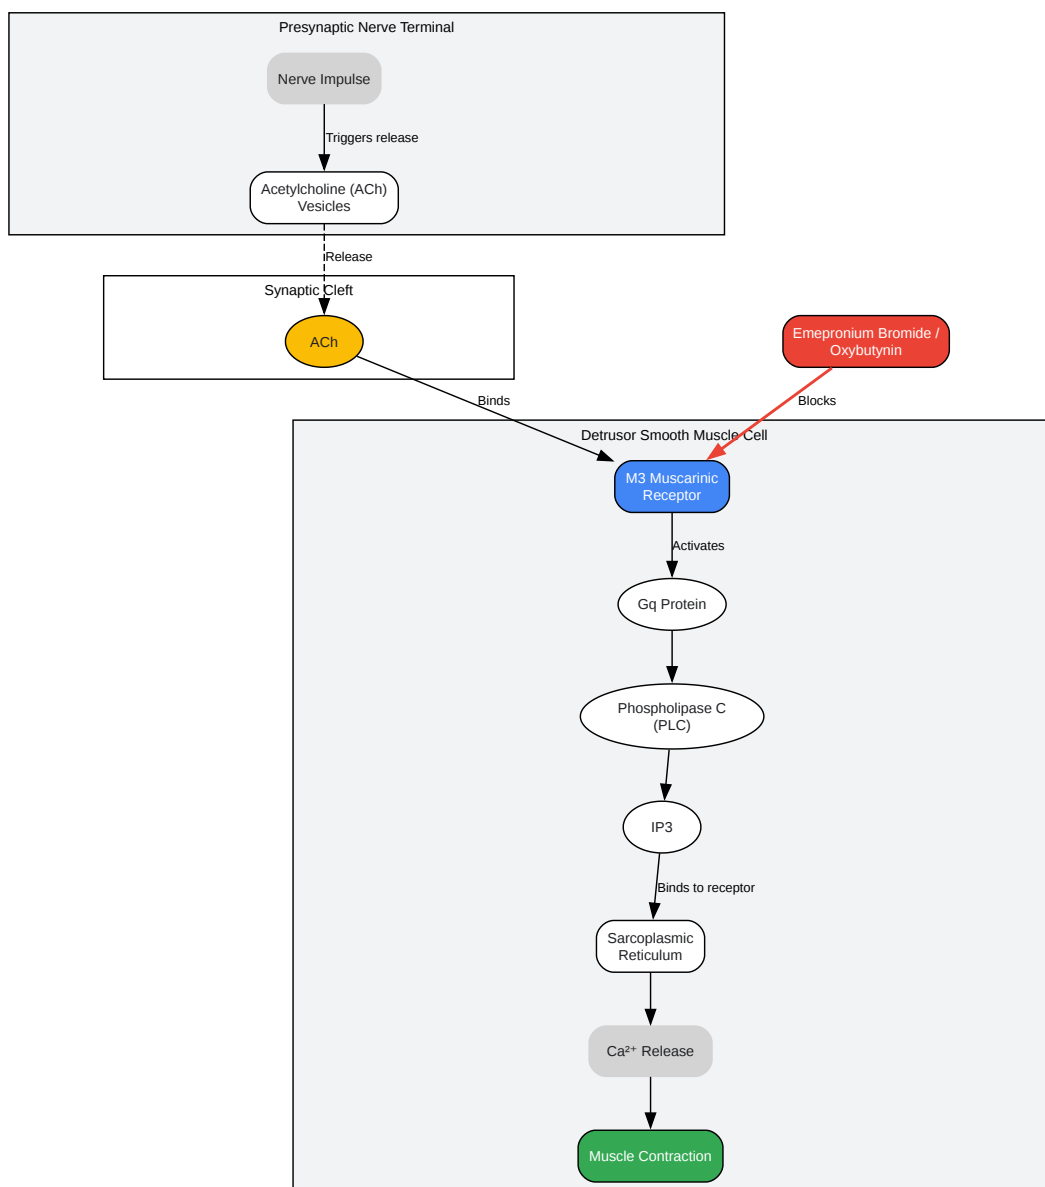 Presynaptic Nerve Terminal
Nerve Impulse
Triggers release
Acetylcholine (ACh)
Vesicles
Release
Synaptic Cleft
ACh
Emepronium Bromide /
Oxybutynin
Binds
Blocks
Detrusor Smooth Muscle Cell
M3 Muscarinic
Receptor
Activates
Gq Protein
Phospholipase C
(PLC)
IP3
Binds to receptor
Sarcoplasmic
Reticulum
Ca²⁺ Release
Muscle Contraction